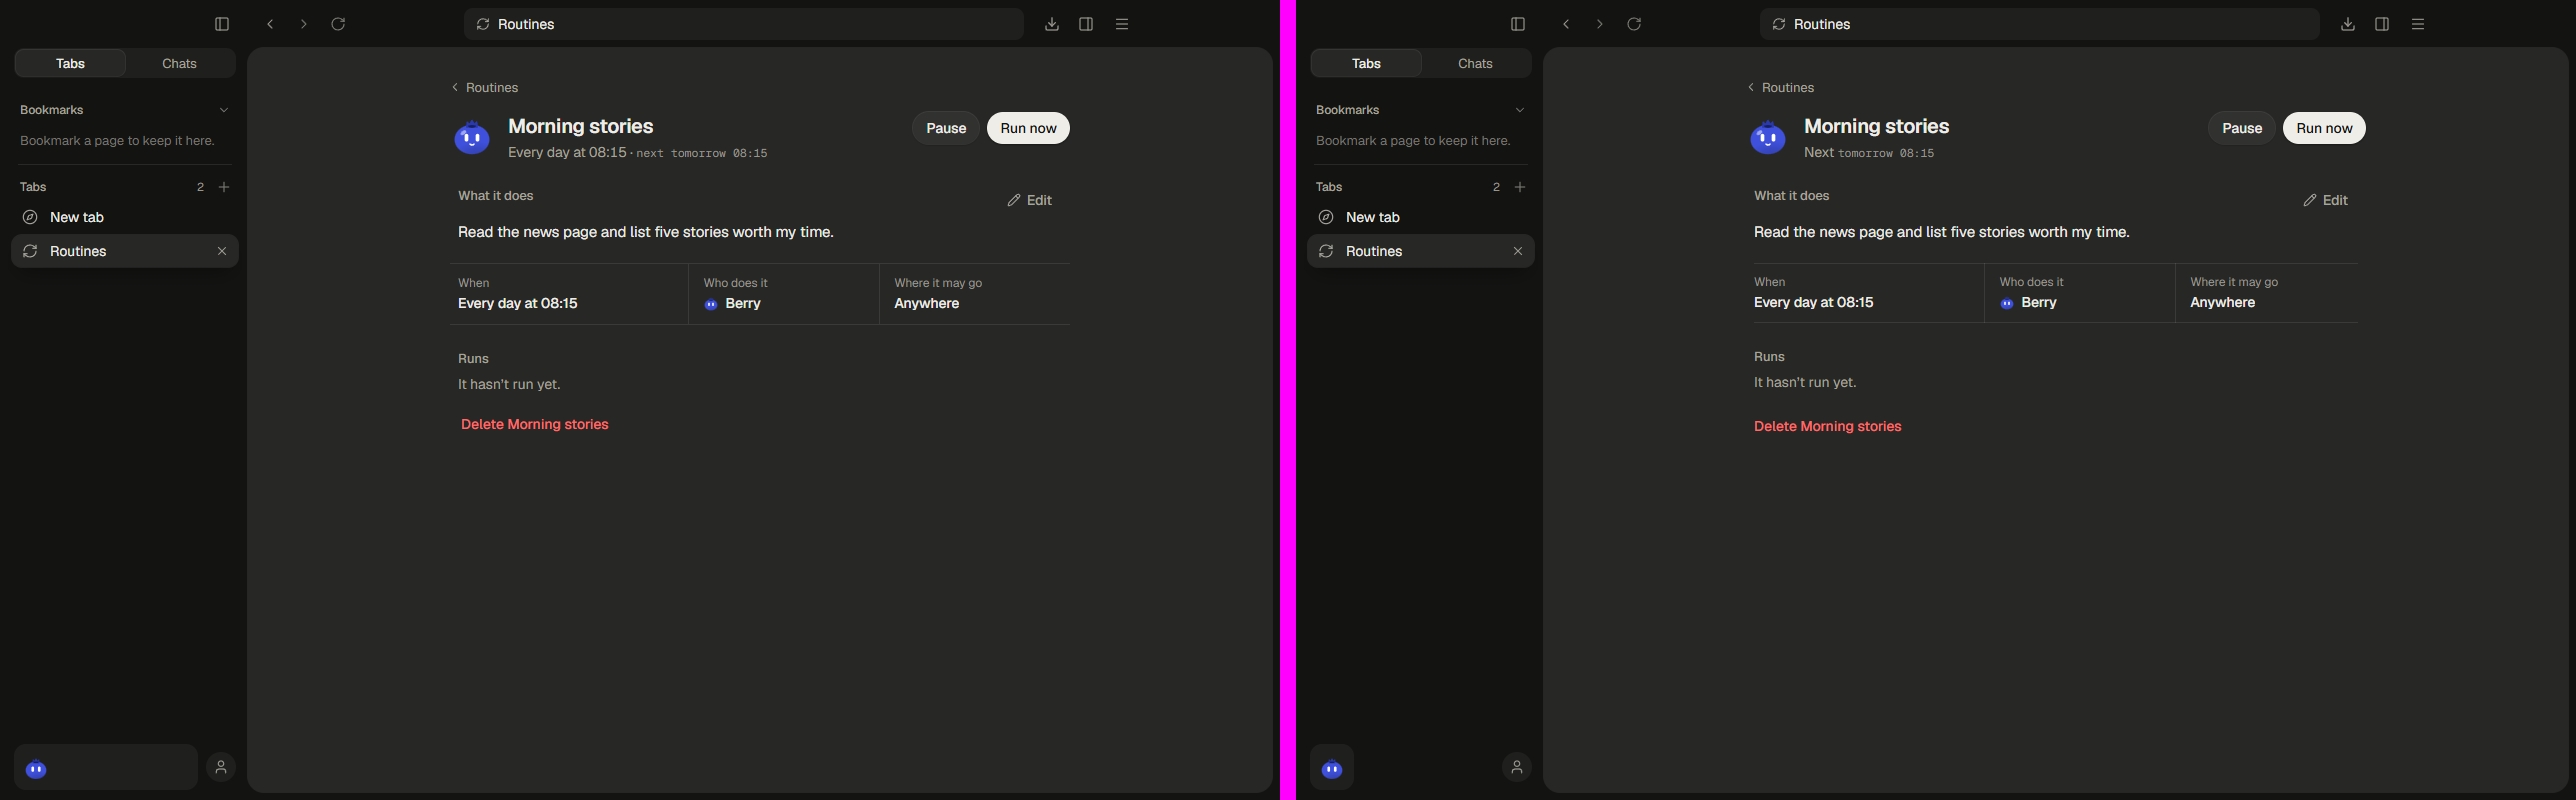 Routines
Tabs
Chats
Bookmarks
Bookmark a page to keep it here.
Tabs
2
New tab
Routines
Routines
Morning stories
Every day at 08:15 · next tomorrow 08:15
Pause
Run now
What it does
Edit
Read the news page and list five stories worth my time.
When
Every day at 08:15
Who does it
Berry
Where it may go
Anywhere
Runs
It hasn't run yet.
Delete Morning stories
Routines
Tabs
Chats
Bookmarks
Bookmark a page to keep it here.
Tabs
2
New tab
Routines
Routines
Morning stories
Next tomorrow 08:15
Pause
Run now
What it does
Edit
Read the news page and list five stories worth my time.
When
Every day at 08:15
Who does it
Berry
Where it may go
Anywhere
Runs
It hasn't run yet.
Delete Morning stories